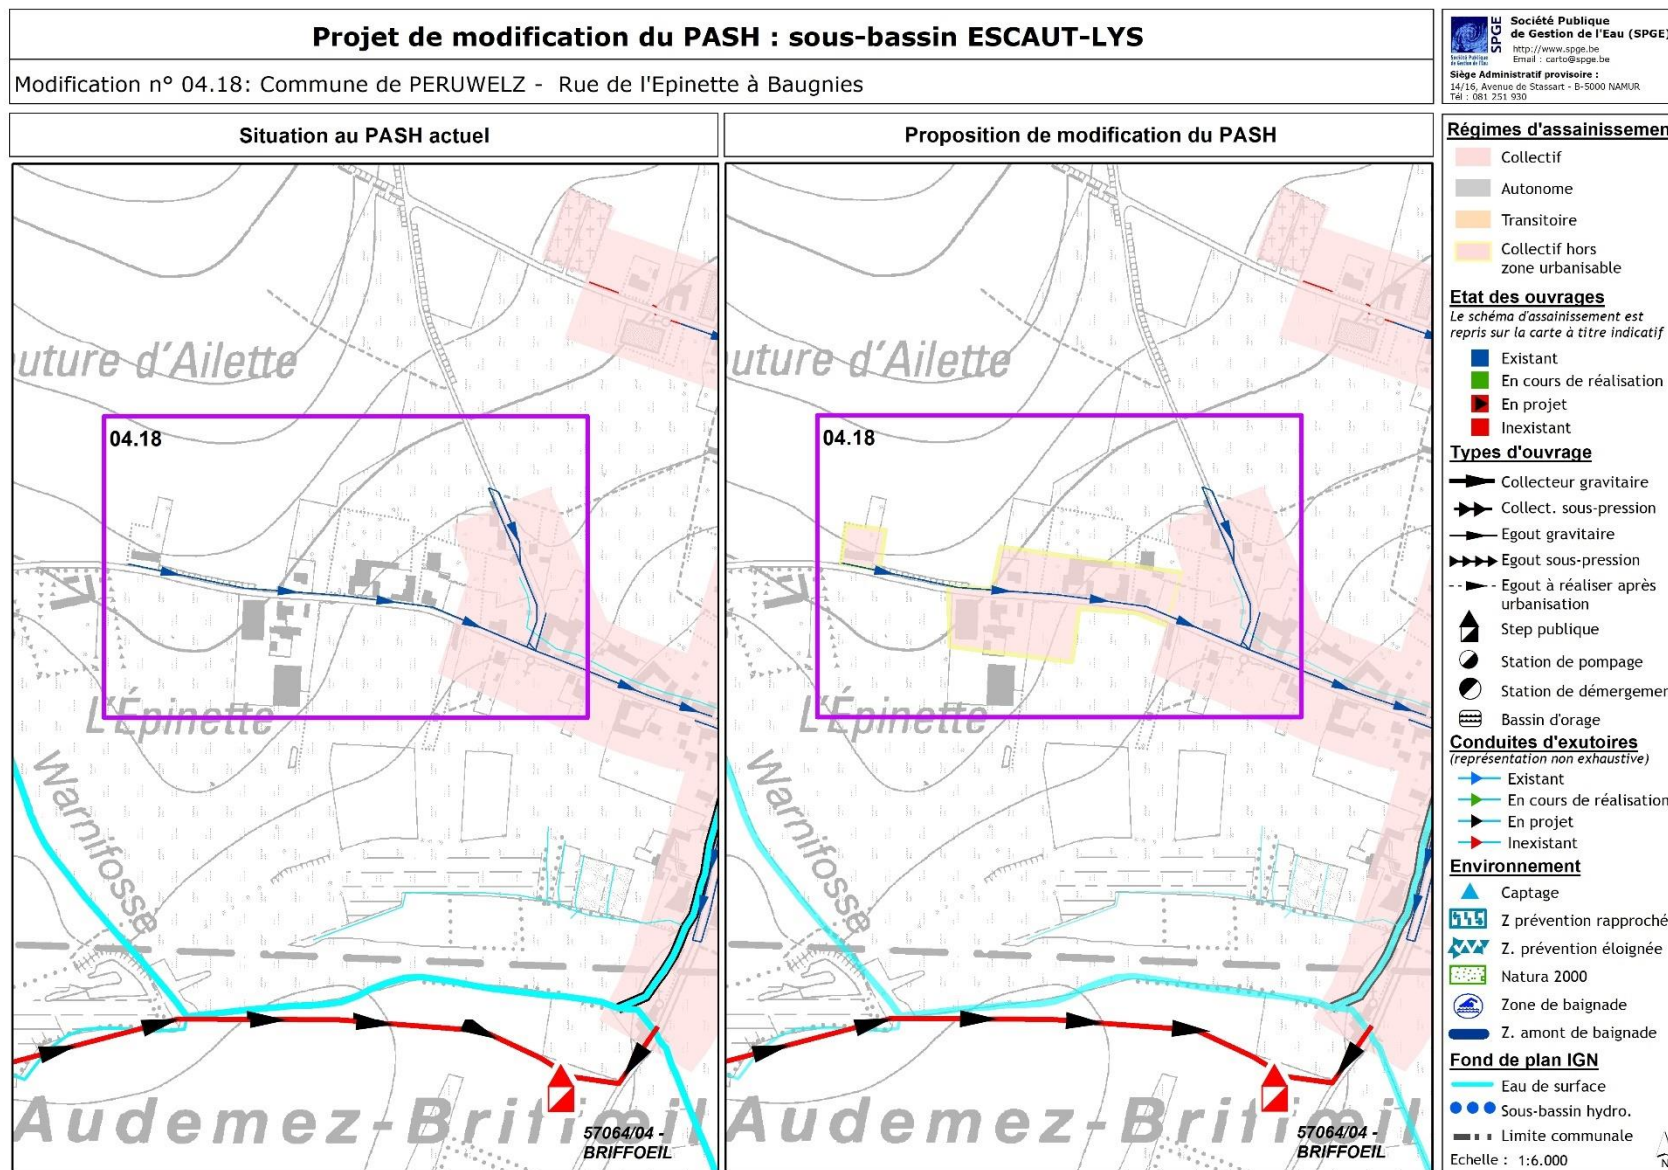 Projet de modification du PASH : sous-bassin ESCAUT-LYS
Modification n° 04.18: Commune de PERUWELZ - Rue de l'Epinette à Baugnies
SPGE
Société Publique
de Gestion de l'Eau
Société Publique
de Gestion de l'Eau (SPGE)
http://www.spge.be
Email : carto@spge.be
Siège Administratif provisoire :
14/16, Avenue de Stassart - B-5000 NAMUR
Tél : 081 251 930
Situation au PASH actuel
uture d'Ailette
04.18
L'Épinette
Warnifosse
Audemez-Briffœil
57064/04 -
BRIFFOEIL
Proposition de modification du PASH
uture d'Ailette
04.18
L'Épinette
Warnifosse
Audemez-Briffœil
57064/04 -
BRIFFOEIL
Régimes d'assainissemen
Collectif
Autonome
Transitoire
Collectif hors
zone urbanisable
Etat des ouvrages
Le schéma d'assainissement est
repris sur la carte à titre indicatif
Existant
En cours de réalisation
En projet
Inexistant
Types d'ouvrage
Collecteur gravitaire
Collect. sous-pression
Egout gravitaire
Egout sous-pression
Egout à réaliser après
urbanisation
Step publique
Station de pompage
Station de démergemen
Bassin d'orage
Conduites d'exutoires
(représentation non exhaustive)
Existant
En cours de réalisation
En projet
Inexistant
Environnement
Captage
Z prévention rapproché
Z. prévention éloignée
Natura 2000
Zone de baignade
Z. amont de baignade
Fond de plan IGN
Eau de surface
Sous-bassin hydro.
Limite communale
Echelle : 1:6.000
N